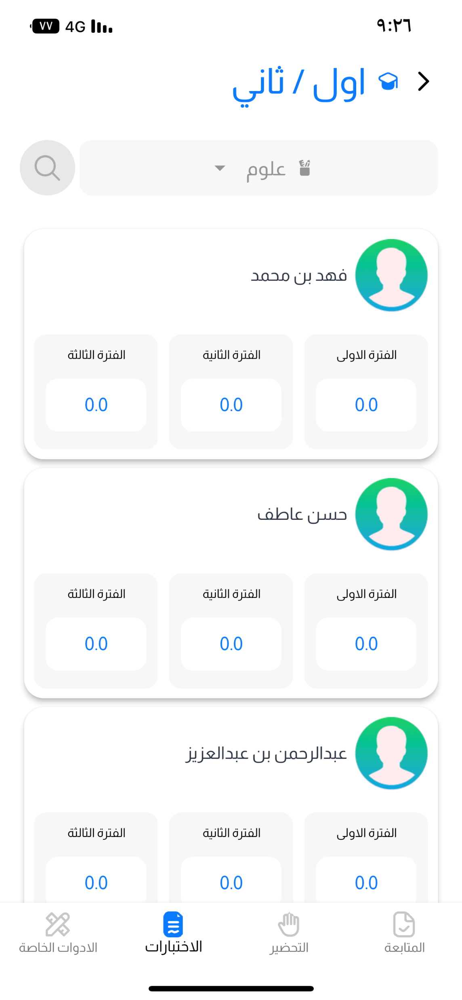 ٩:٢٦ 4G ٧٧
اول / ثاني
علوم
فهد بن محمد
الفترة الاولى الفترة الثانية الفترة الثالثة
0.0 0.0 0.0
حسن عاطف
الفترة الاولى الفترة الثانية الفترة الثالثة
0.0 0.0 0.0
عبدالرحمن بن عبدالعزيز
الفترة الاولى الفترة الثانية الفترة الثالثة
0.0 0.0 0.0
المتابعة التحضير الاختبارات الادوات الخاصة